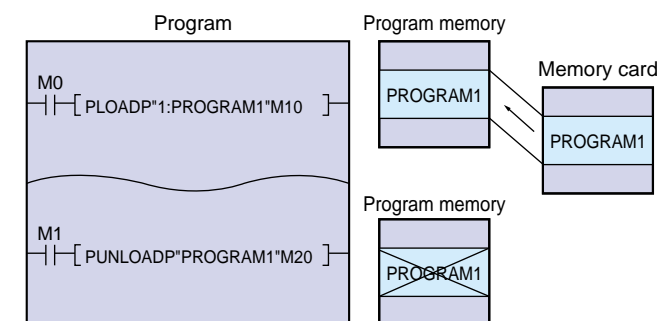 Program
Program memory
Memory card
M0
PLOADP"1:PROGRAM1"M10
PROGRAM1
PROGRAM1
Program memory
M1
PUNLOADP"PROGRAM1"M20
PROGRAM1